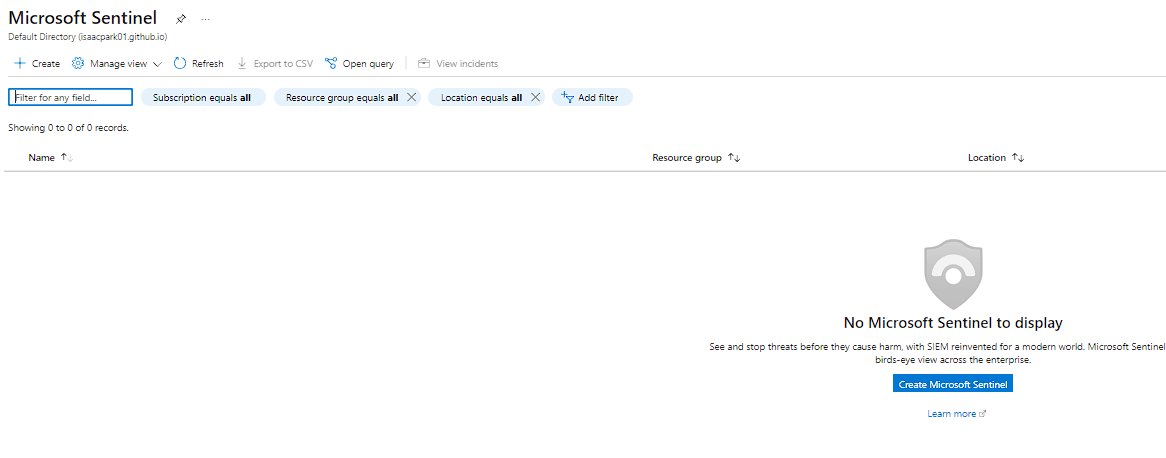 Microsoft Sentinel ...
Default Directory (isaacpark01.github.io)
Create Manage view Refresh Export to CSV Open query View incidents
Filter for any field... Subscription equals all Resource group equals all Location equals all Add filter
Showing 0 to 0 of 0 records.
Name Resource group Location
No Microsoft Sentinel to display
See and stop threats before they cause harm, with SIEM reinvented for a modern world. Microsoft Sentinel
birds-eye view across the enterprise.
Create Microsoft Sentinel
Learn more